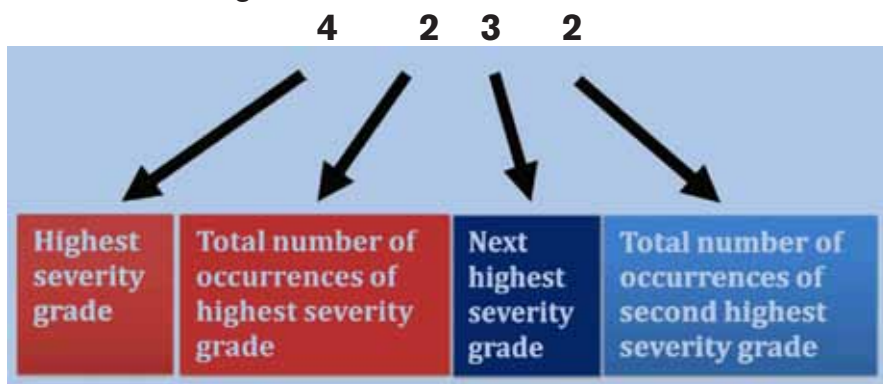 4 2 3 2
Highest
severity
grade
Total number of
occurrences of
highest severity
grade
Next
highest
severity
grade
Total number of
occurrences of
second highest
severity grade